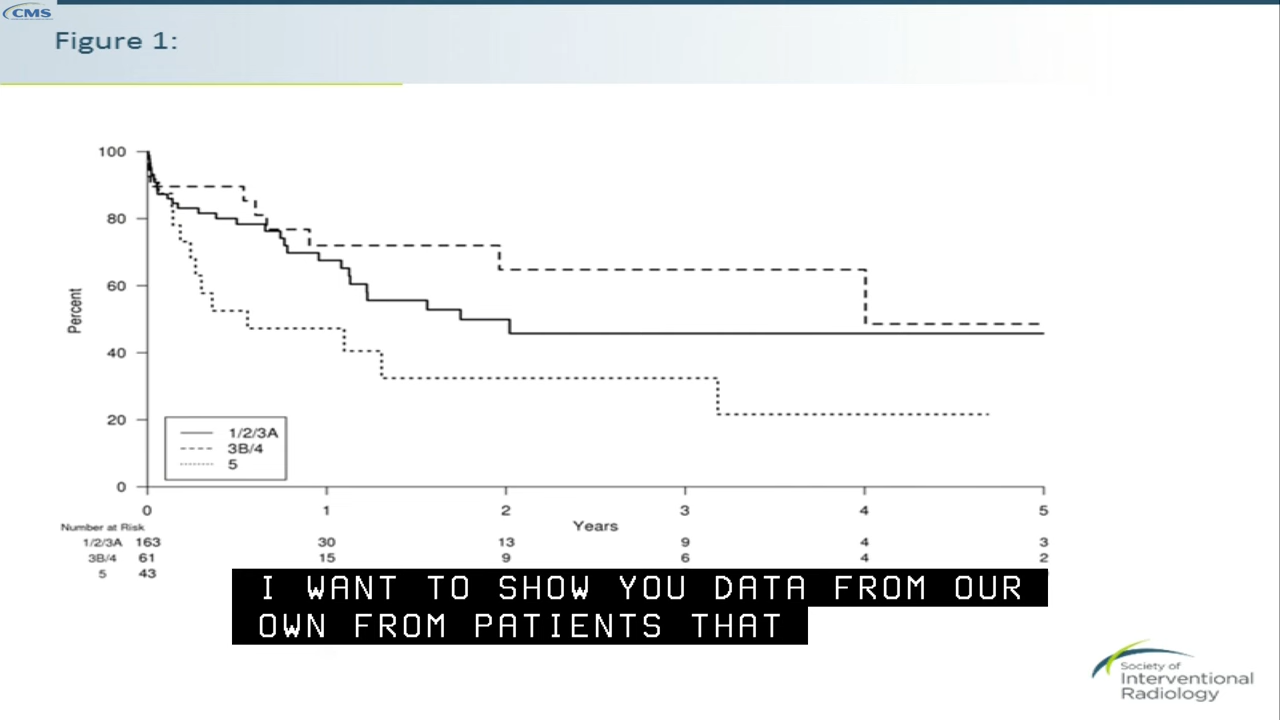 CMS
Figure 1:
100
80
60
40
20
0
Percent
1/2/3A
3B/4
5
0 1 2 3 4 5
Years
Number at Risk
1/2/3A 163 30 13 9 4 3
3B/4 61 15 9 6 4 2
5 43
I WANT TO SHOW YOU DATA FROM OUR
OWN FROM PATIENTS THAT
Society of
Interventional
Radiology